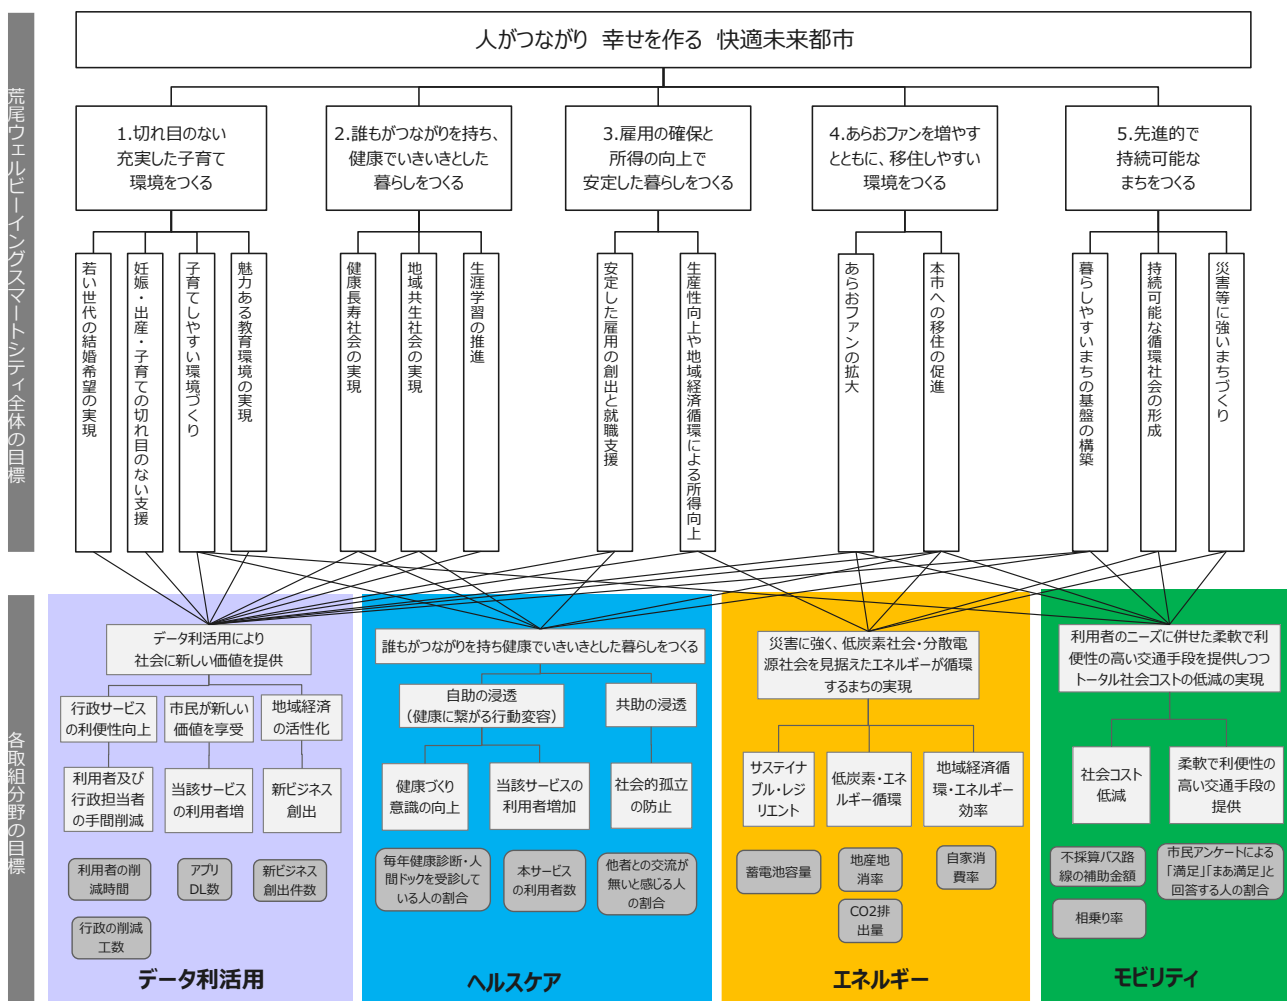 人がつながり 幸せを作る 快適未来都市
荒尾ウェルビーイングスマートシティ全体の目標
1.切れ目のない
充実した子育て
環境をつくる
2.誰もがつながりを持ち、
健康でいきいきとした
暮らしをつくる
3.雇用の確保と
所得の向上で
安定した暮らしをつくる
4.あらおファンを増やす
とともに、移住しやすい
環境をつくる
5.先進的で
持続可能な
まちをつくる
若い世代の結婚希望の実現
妊娠・出産・子育ての切れ目のない支援
子育てしやすい環境づくり
魅力ある教育環境の実現
健康長寿社会の実現
地域共生社会の実現
生涯学習の推進
安定した雇用の創出と就職支援
生産性向上や地域経済循環による所得向上
あらおファンの拡大
本市への移住の促進
暮らしやすいまちの基盤の構築
持続可能な循環社会の形成
災害等に強いまちづくり
各取組分野の目標
データ利活用により
社会に新しい価値を提供
行政サービス
の利便性向上
市民が新しい
価値を享受
地域経済
の活性化
利用者及び
行政担当者
の手間削減
当該サービス
の利用者増
新ビジネス
創出
利用者の削
減時間
アプリ
DL数
新ビジネス
創出件数
行政の削減
工数
データ利活用
誰もがつながりを持ち健康でいきいきとした暮らしをつくる
自助の浸透
(健康に繋がる行動変容)
共助の浸透
健康づくり
意識の向上
当該サービスの
利用者増加
社会的孤立
の防止
毎年健康診断・人
間ドックを受診して
いる人の割合
本サービス
の利用者数
他者との交流が
無いと感じる人
の割合
ヘルスケア
災害に強く、低炭素社会・分散電
源社会を見据えたエネルギーが循環
するまちの実現
サステイナ
ブル・レジ
リエント
低炭素・エネ
ルギー循環
地域経済循
環・エネルギー
効率
蓄電池容量
地産地
消率
自家消
費率
CO2排
出量
エネルギー
利用者のニーズに併せた柔軟で利
便性の高い交通手段を提供しつつ
トータル社会コストの低減の実現
社会コスト
低減
柔軟で利便性の
高い交通手段の
提供
不採算バス路
線の補助金額
市民アンケートによる
「満足」「まあ満足」と
回答する人の割合
相乗り率
モビリティ